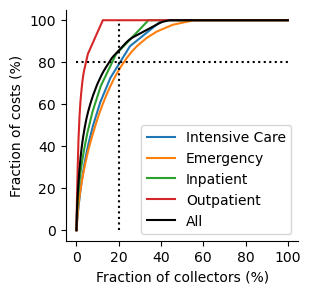 Fraction of costs (%)
100
80
60
40
20
0
Intensive Care
Emergency
Inpatient
Outpatient
All
0 20 40 60 80 100
Fraction of collectors (%)